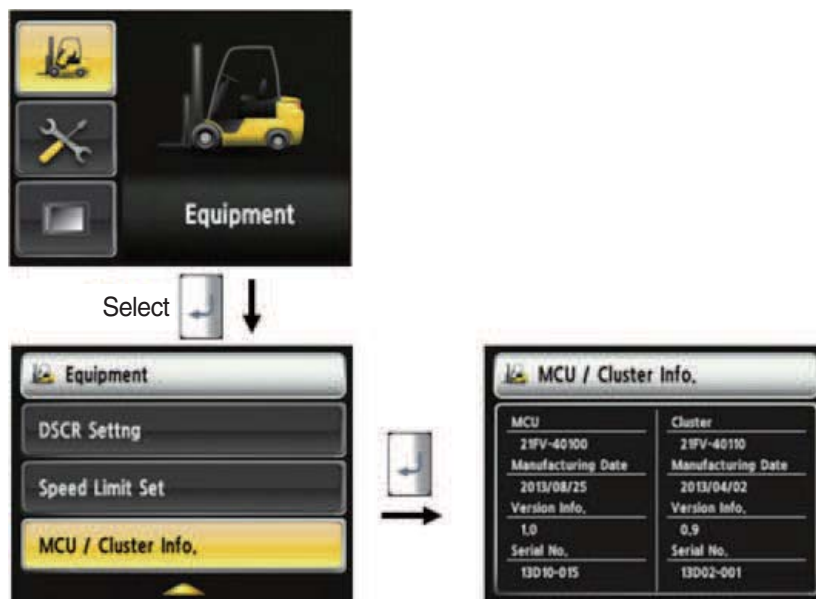 Equipment
Select
Equipment
DSCR Settng
Speed Limit Set
MCU / Cluster Info.
MCU / Cluster Info.
MCU
21FV-40100
Manufacturing Date
2013/08/25
Version Info.
1.0
Serial No.
13D10-015
Cluster
21FV-40110
Manufacturing Date
2013/04/02
Version Info.
0.9
Serial No.
13D02-001